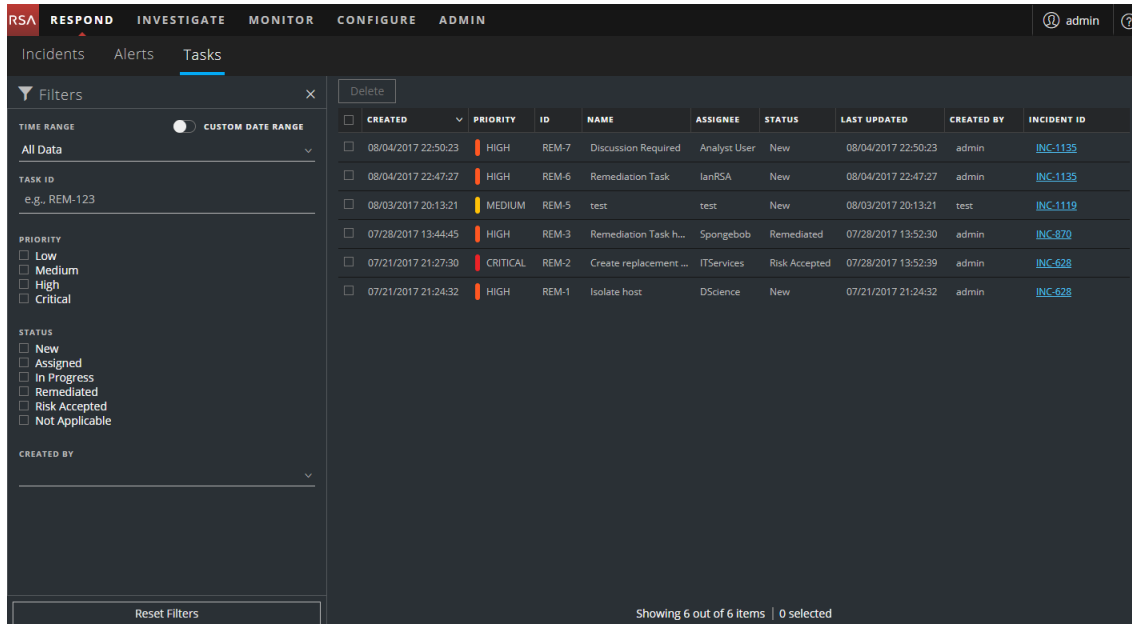 RSA RESPOND INVESTIGATE MONITOR CONFIGURE ADMIN admin ?
Incidents Alerts Tasks
Filters ×
TIME RANGE CUSTOM DATE RANGE
All Data
TASK ID
e.g., REM-123
PRIORITY
Low
Medium
High
Critical
STATUS
New
Assigned
In Progress
Remediated
Risk Accepted
Not Applicable
CREATED BY
Reset Filters
Delete
CREATED PRIORITY ID NAME ASSIGNEE STATUS LAST UPDATED CREATED BY INCIDENT ID
08/04/2017 22:50:23 HIGH REM-7 Discussion Required Analyst User New 08/04/2017 22:50:23 admin INC-1135
08/04/2017 22:47:27 HIGH REM-6 Remediation Task IanRSA New 08/04/2017 22:47:27 admin INC-1135
08/03/2017 20:13:21 MEDIUM REM-5 test test New 08/03/2017 20:13:21 test INC-1119
07/28/2017 13:44:45 HIGH REM-3 Remediation Task h... Spongebob Remediated 07/28/2017 13:52:30 admin INC-870
07/21/2017 21:27:30 CRITICAL REM-2 Create replacement ... ITServices Risk Accepted 07/28/2017 13:52:39 admin INC-628
07/21/2017 21:24:32 HIGH REM-1 Isolate host DScience New 07/21/2017 21:24:32 admin INC-628
Showing 6 out of 6 items | 0 selected